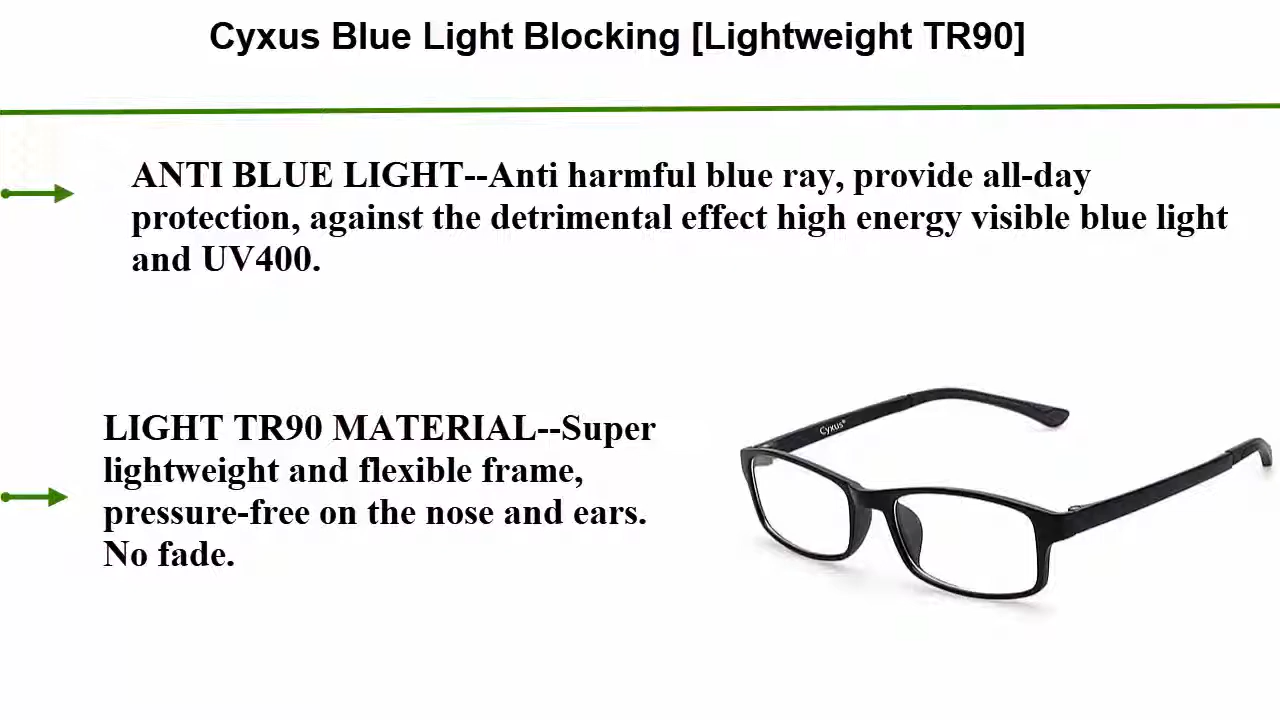 Cyxus Blue Light Blocking [Lightweight TR90]
ANTI BLUE LIGHT--Anti harmful blue ray, provide all-day
protection, against the detrimental effect high energy visible blue light
and UV400.
LIGHT TR90 MATERIAL--Super
lightweight and flexible frame,
pressure-free on the nose and ears.
No fade.
Cyxus®